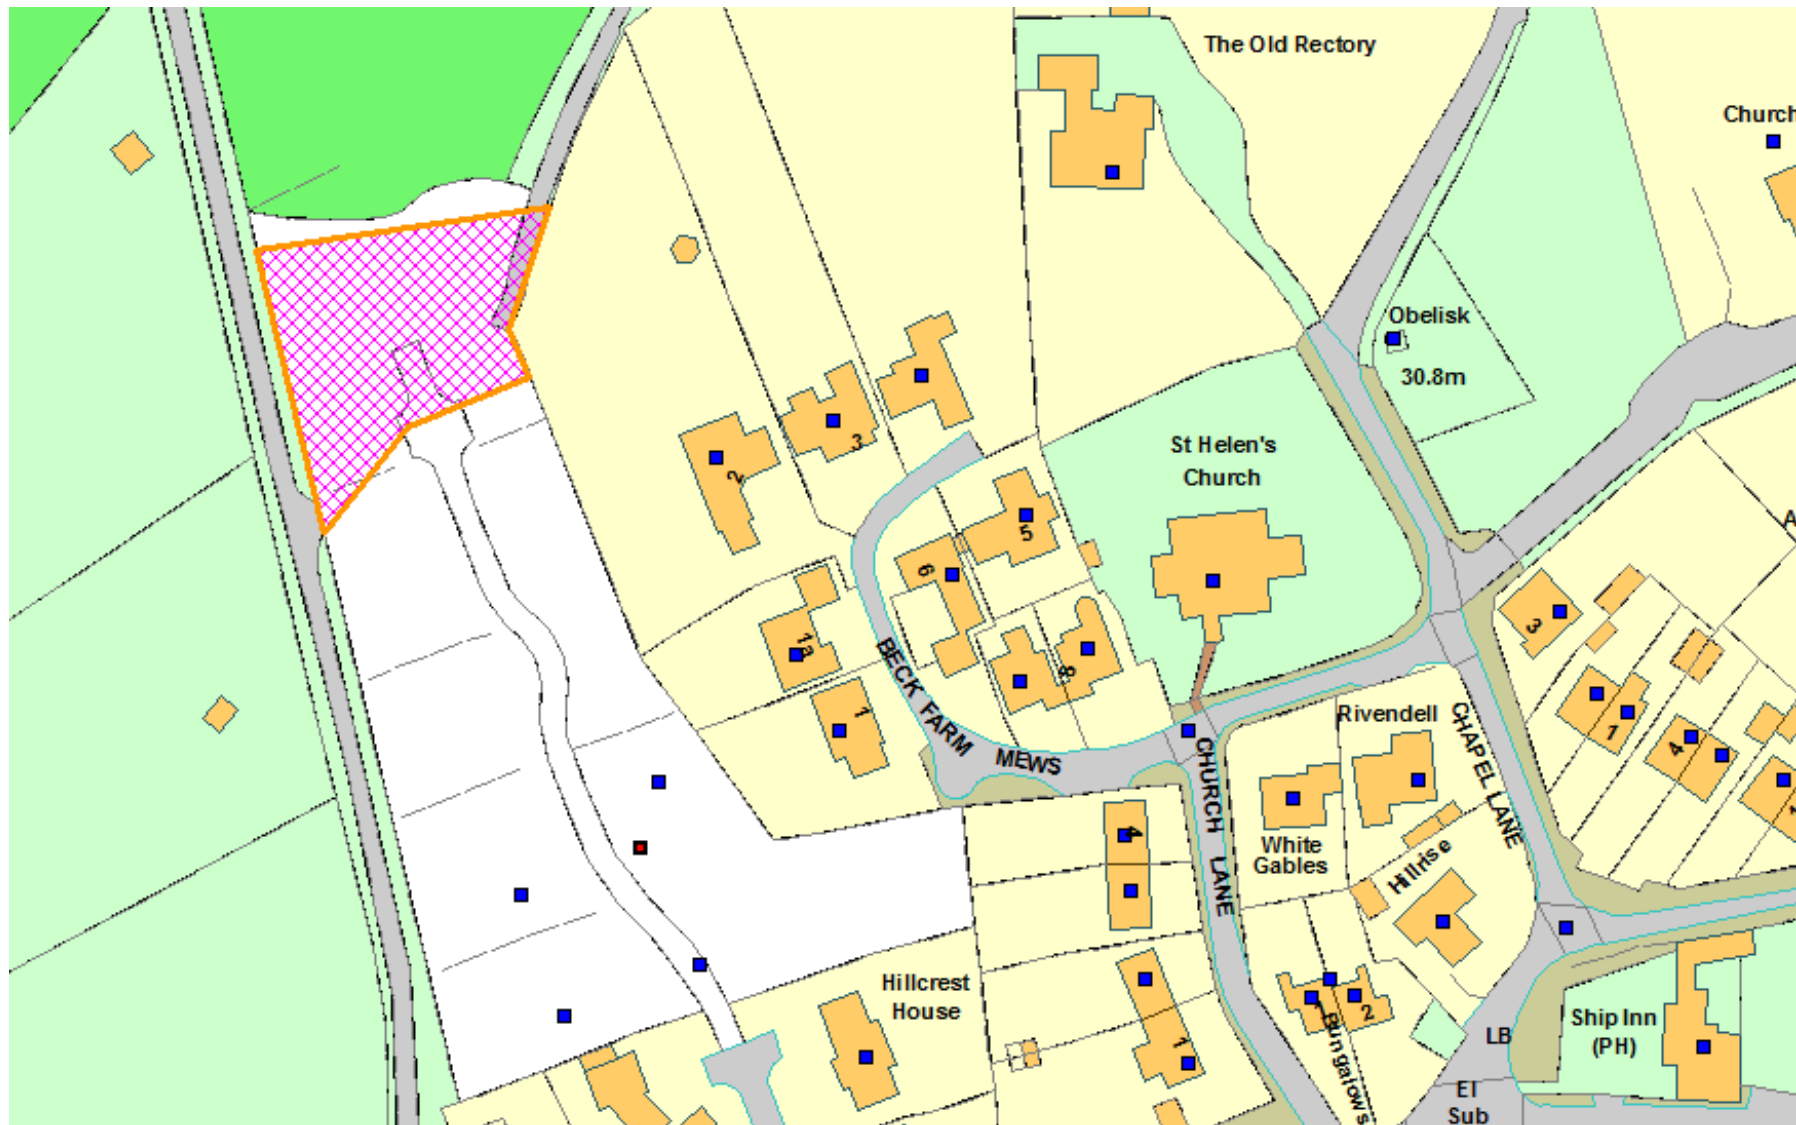 The Old Rectory
Church
Obelisk
30.8m
St Helen's
Church
3
2
5
6
A
3
1a
8
1
BECK FARM MEWS
CHURCH LANE
Rivendell
CHAPEL LANE
1
4
1
4
White
Gables
Hillrise
Hillcrest
House
1
2
1
Bungalows
LB
Ship Inn
(PH)
El
Sub